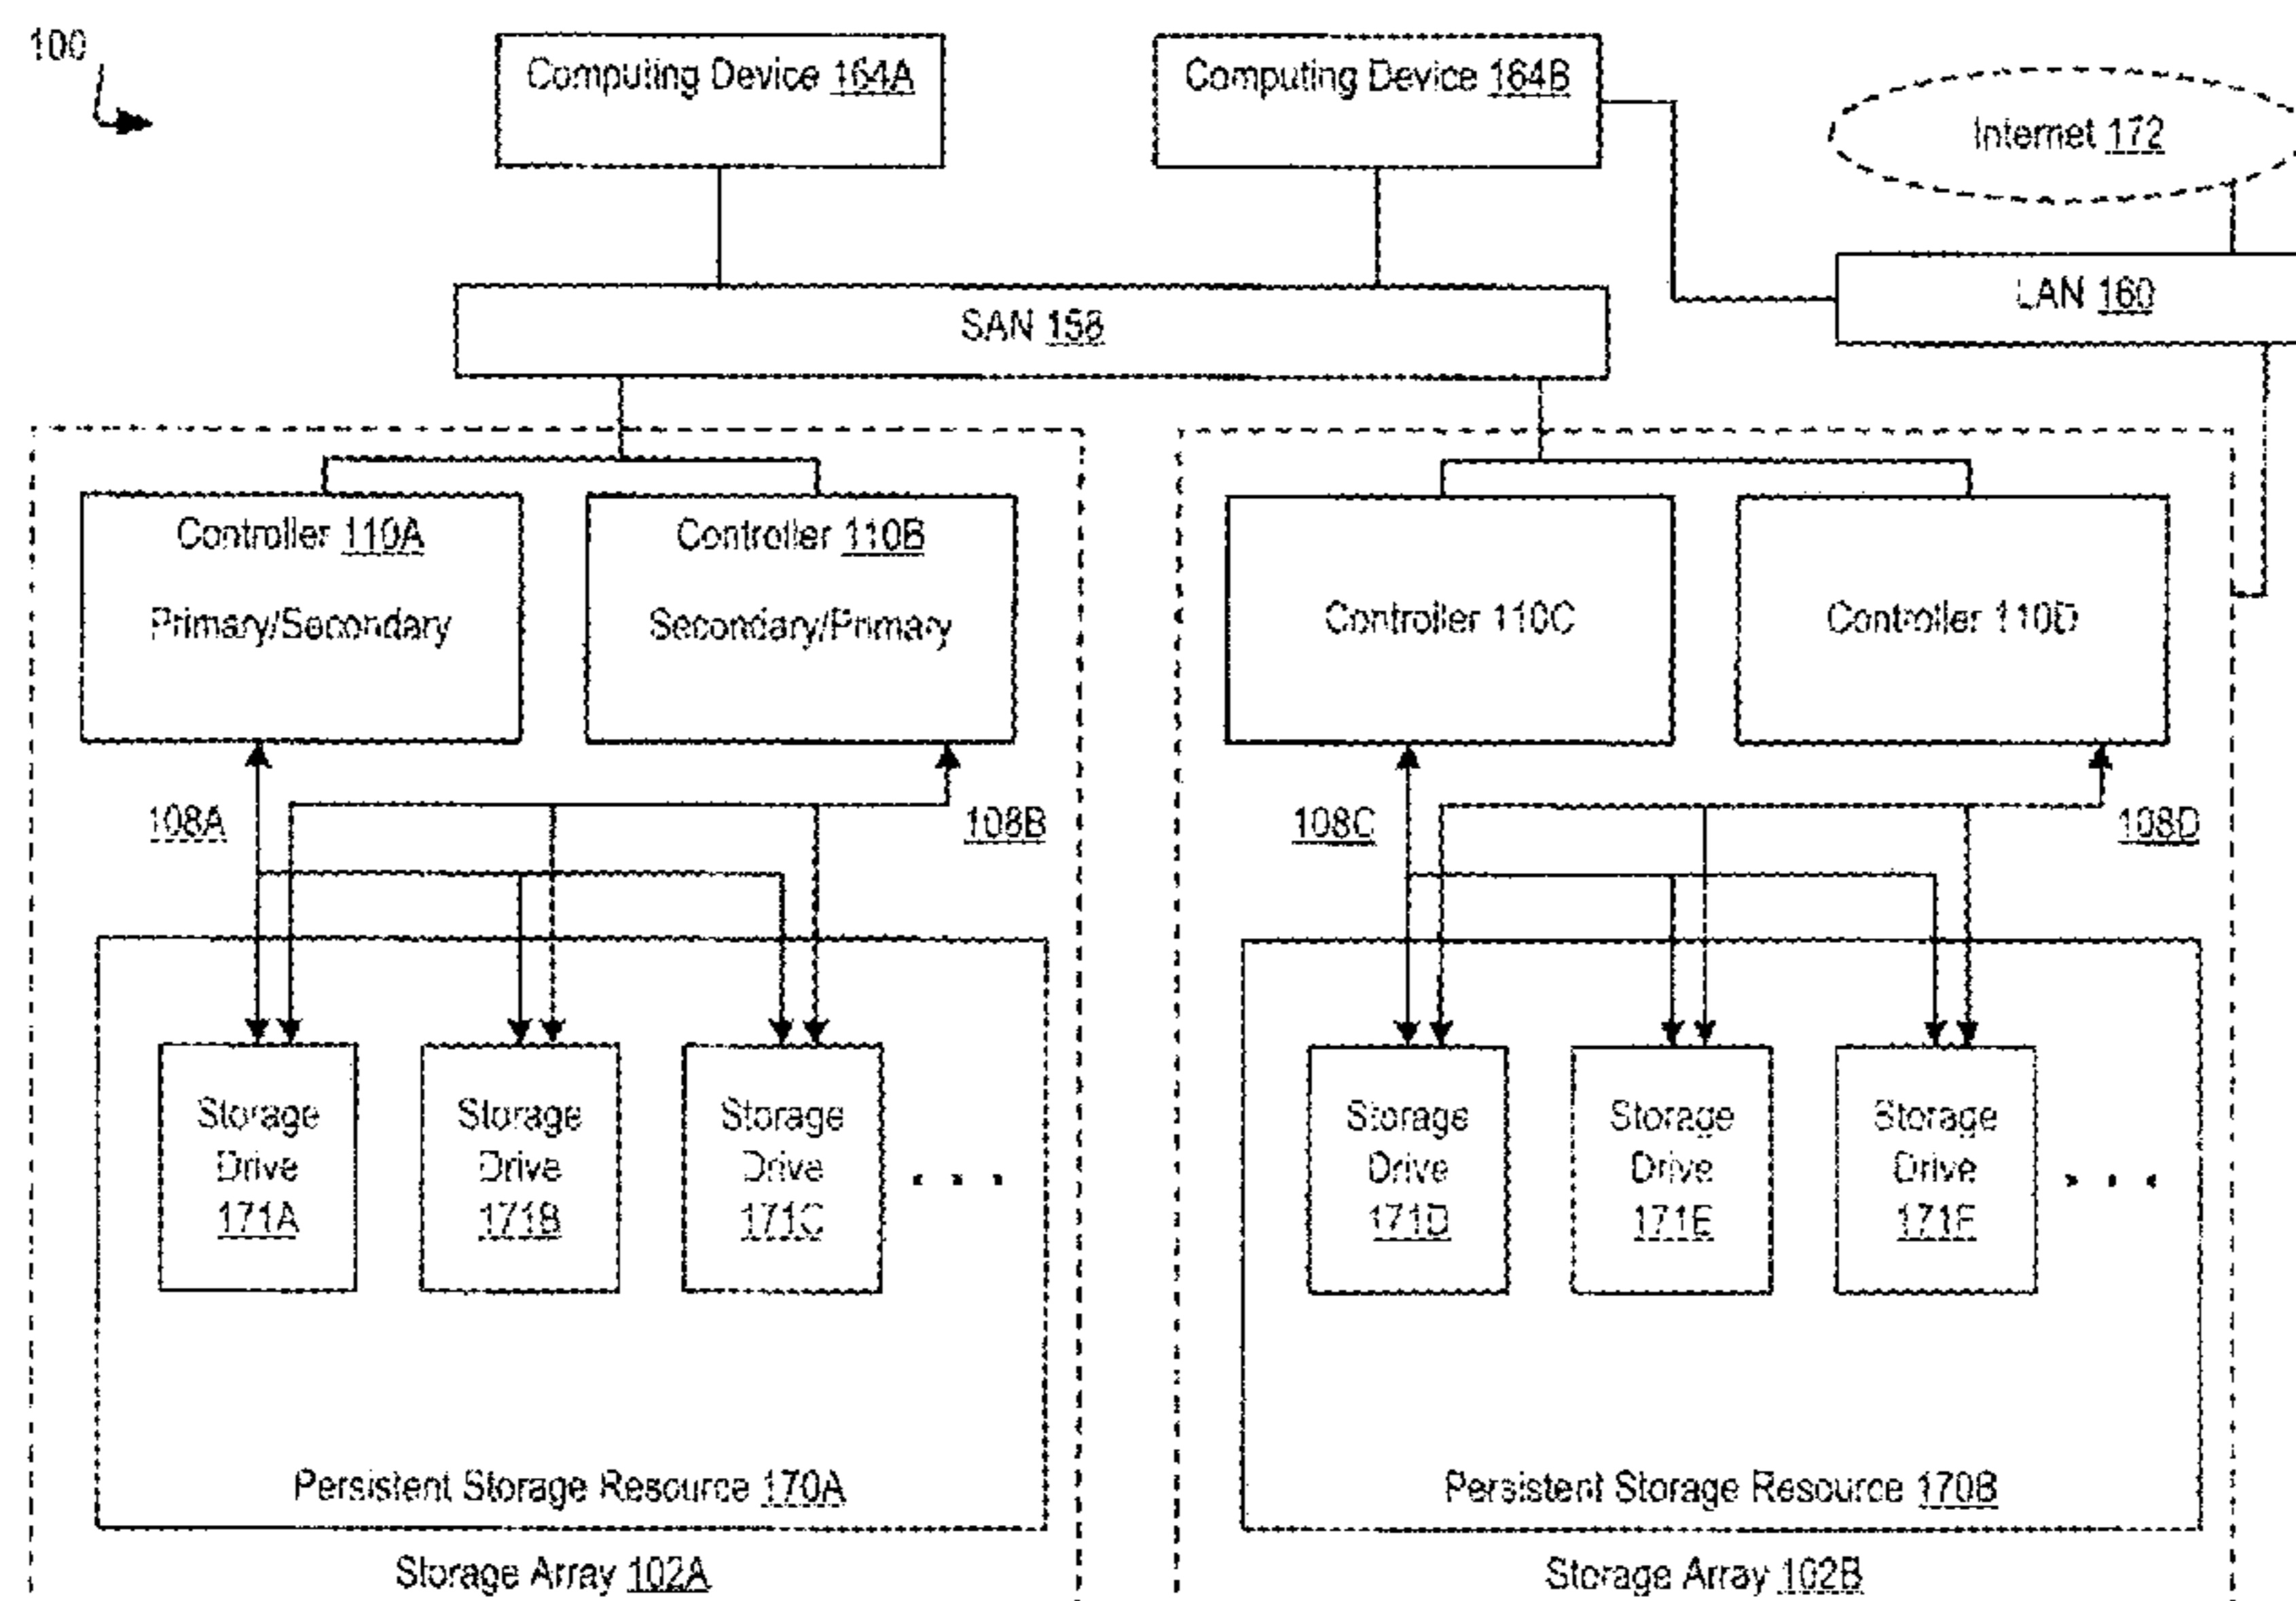 100
Computing Device 164A
Computing Device 164B
Internet 172
LAN 160
SAN 158
Controller 110A
Primary/Secondary
Controller 110B
Secondary/Primary
Controller 110C
Controller 110D
108A
108B
108C
108D
Storage
Drive
171A
Storage
Drive
171B
Storage
Drive
171C
. . .
Storage
Drive
171D
Storage
Drive
171E
Storage
Drive
171F
. . .
Persistent Storage Resource 170A
Persistent Storage Resource 170B
Storage Array 102A
Storage Array 102B